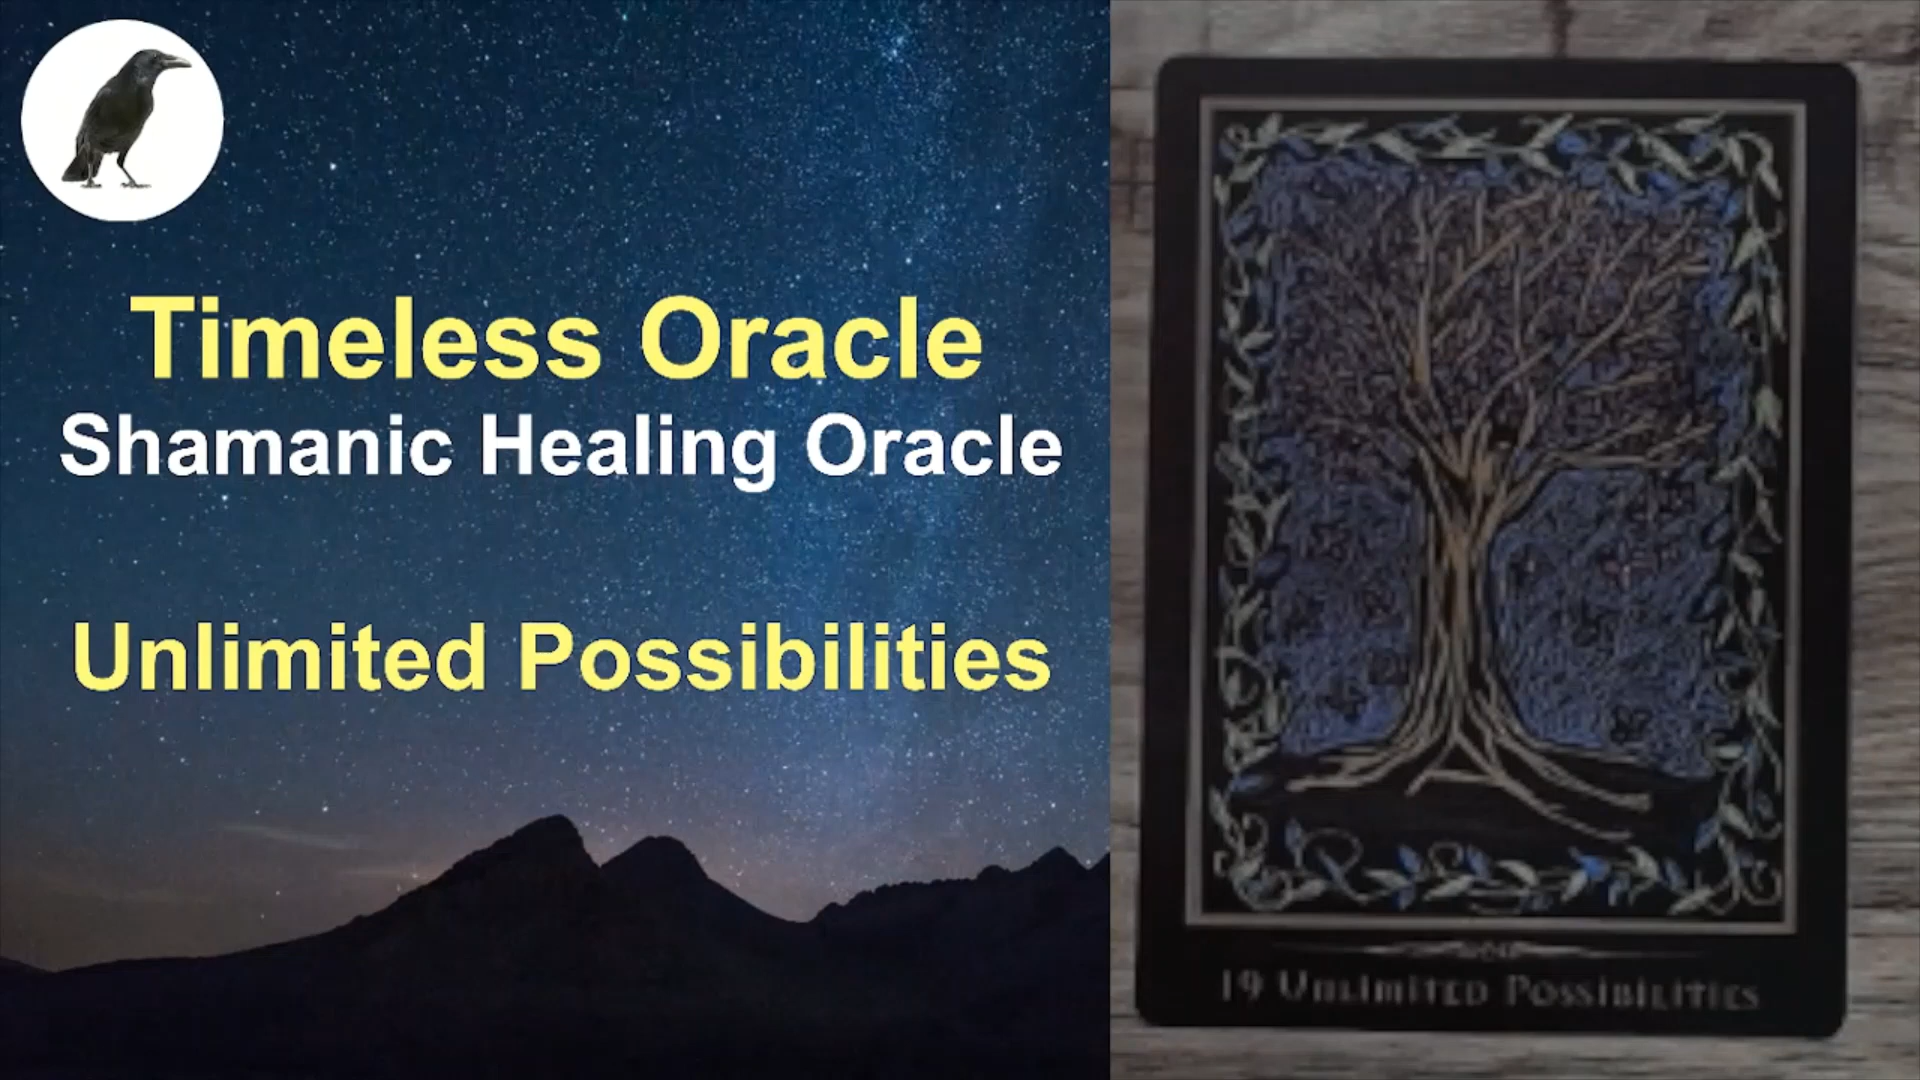 Timeless Oracle
Shamanic Healing Oracle
Unlimited Possibilities
19 Unlimited Possibilities